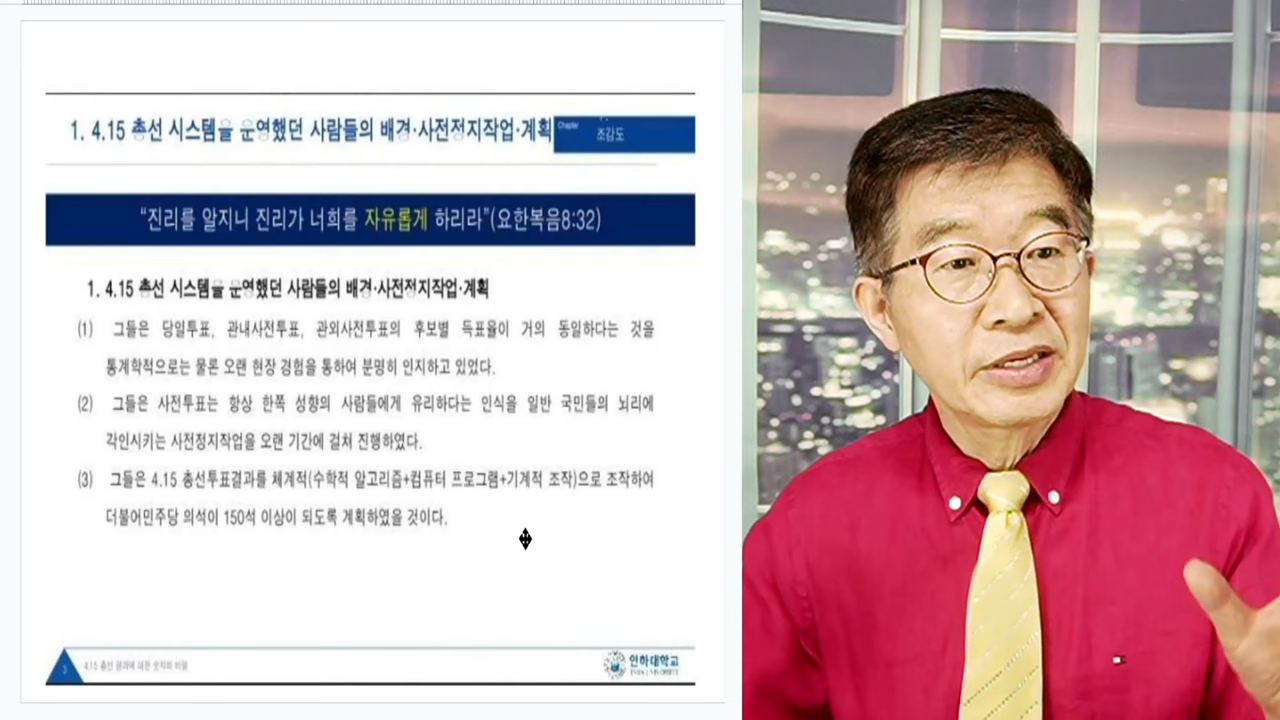 1. 4.15 총선 시스템을 운영했던 사람들의 배경·사전정지작업·계획
Chapter
조감도
“진리를 알지니 진리가 너희를 자유롭게 하리라”(요한복음8:32)
1. 4.15 총선 시스템을 운영했던 사람들의 배경·사전정지작업·계획
(1) 그들은 당일투표, 관내사전투표, 관외사전투표의 후보별 득표율이 거의 동일하다는 것을
통계학적으로는 물론 오랜 현장 경험을 통하여 분명히 인지하고 있었다.
(2) 그들은 사전투표는 항상 한쪽 성향의 사람들에게 유리하다는 인식을 일반 국민들의 뇌리에
각인시키는 사전정지작업을 오랜 기간에 걸쳐 진행하였다.
(3) 그들은 4.15 총선투표결과를 체계적(수학적 알고리즘+컴퓨터 프로그램+기계적 조작)으로 조작하여
더불어민주당 의석이 150석 이상이 되도록 계획하였을 것이다.
3
4.15 총선 결과에 대한 숫자의 비밀
인하대학교